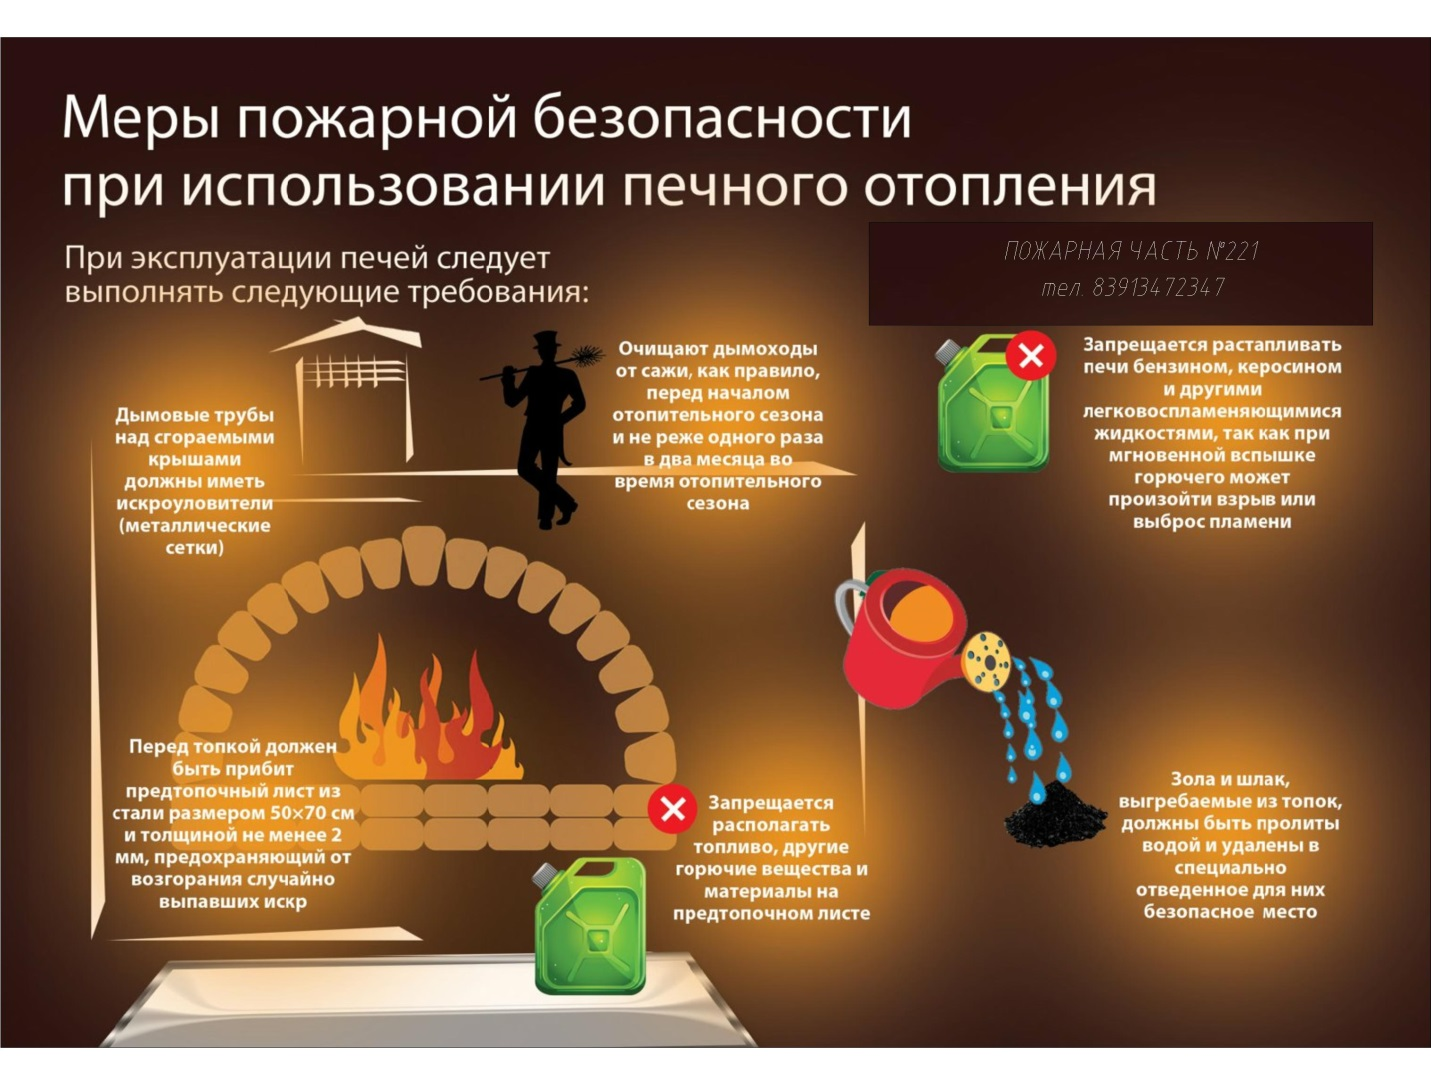 Меры пожарной безопасности
при использовании печного отопления
При эксплуатации печей следует
выполнять следующие требования:
ПОЖАРНАЯ ЧАСТЬ №221
тел. 83913472347
Дымовые трубы
над сгораемыми
крышами
должны иметь
искроуловители
(металлические
сетки)
Очищают дымоходы
от сажи, как правило,
перед началом
отопительного сезона
и не реже одного раза
в два месяца во
время отопительного
сезона
Запрещается растапливать
печи бензином, керосином
и другими
легковоспламеняющимися
жидкостями, так как при
мгновенной вспышке
горючего может
произойти взрыв или
выброс пламени
Перед топкой должен
быть прибит
предтопочный лист из
стали размером 50×70 см
и толщиной не менее 2
мм, предохраняющий от
возгорания случайно
выпавших искр
Запрещается
располагать
топливо, другие
горючие вещества и
материалы на
предтопочном листе
Зола и шлак,
выгребаемые из топок,
должны быть пролиты
водой и удалены в
специально
отведенное для них
безопасное место